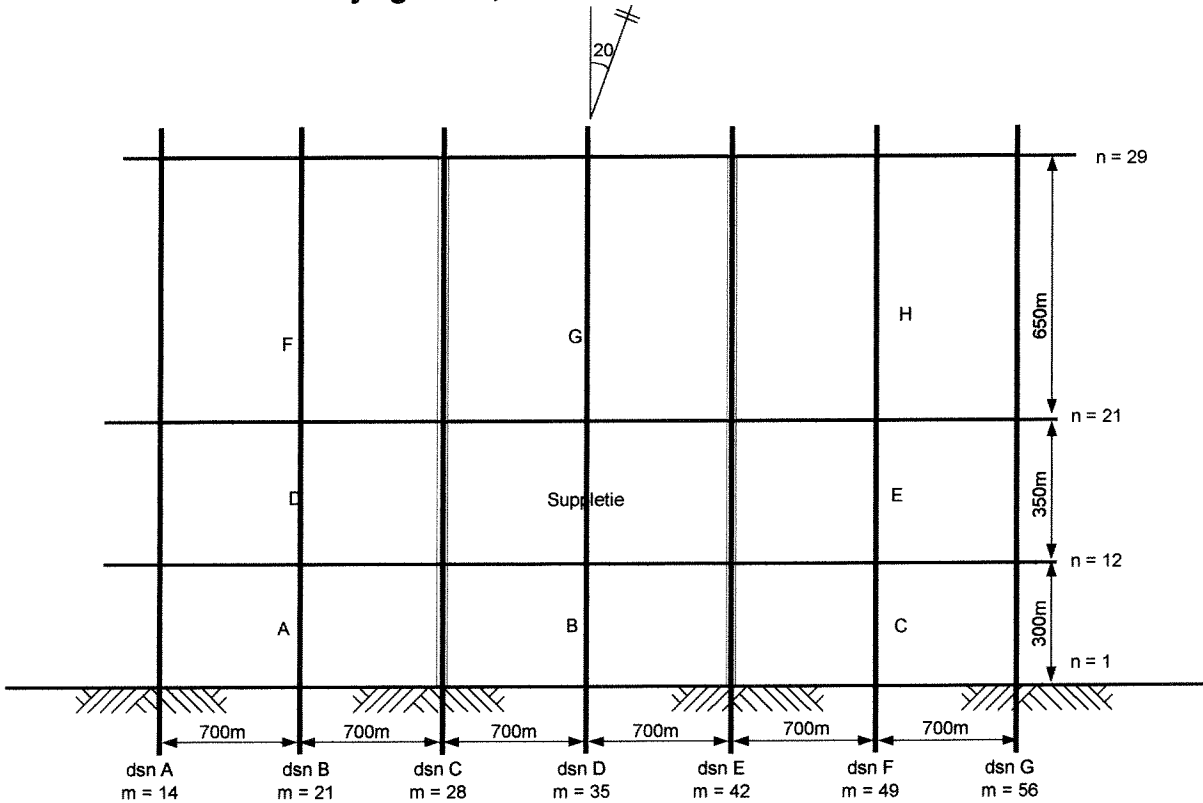 20
n = 29
650m
H
F
G
n = 21
350m
D
Suppletie
E
n = 12
300m
A
B
C
n = 1
700m 700m 700m 700m 700m 700m
dsn A dsn B dsn C dsn D dsn E dsn F dsn G
m = 14 m = 21 m = 28 m = 35 m = 42 m = 49 m = 56